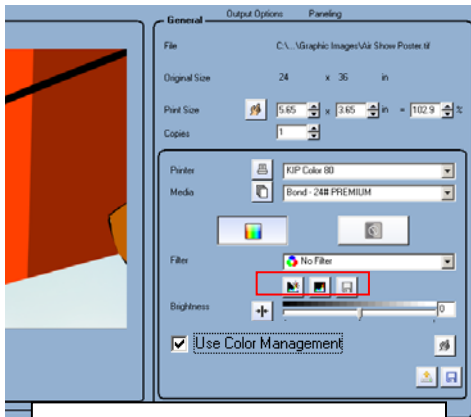 Output Options Paneling
General
File C:\...\Graphic Images\Air Show Poster.tif
Original Size 24 x 36 in
Print Size 5.65 x 3.65 in = 102.9 %
Copies 1
Printer KIP Color 80
Media Bond - 24# PREMIUM
Filter No Filter
Brightness 0
Use Color Management